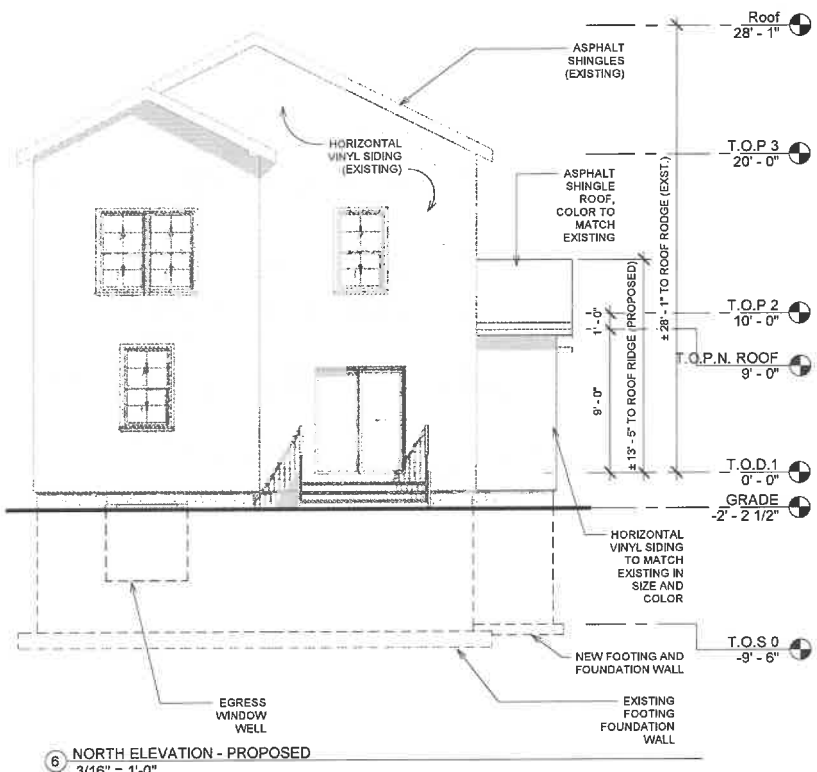 Roof
28' - 1"
ASPHALT
SHINGLES
(EXISTING)
HORIZONTAL
VINYL SIDING
(EXISTING)
T.O.P 3
20' - 0"
ASPHALT
SHINGLE
ROOF,
COLOR TO
MATCH
EXISTING
± 28' - 1" TO ROOF RODGE (EXST.)
± 13' - 5" TO ROOF RIDGE (PROPOSED)
1' - 0"
9' - 0"
T.O.P 2
10' - 0"
T.O.P.N. ROOF
9' - 0"
T.O.D.1
0' - 0"
GRADE
-2' - 2 1/2"
HORIZONTAL
VINYL SIDING
TO MATCH
EXISTING IN
SIZE AND
COLOR
T.O.S 0
-9' - 6"
NEW FOOTING AND
FOUNDATION WALL
EGRESS
WINDOW
WELL
EXISTING
FOOTING
FOUNDATION
WALL
6 NORTH ELEVATION - PROPOSED
3/16" = 1'-0"